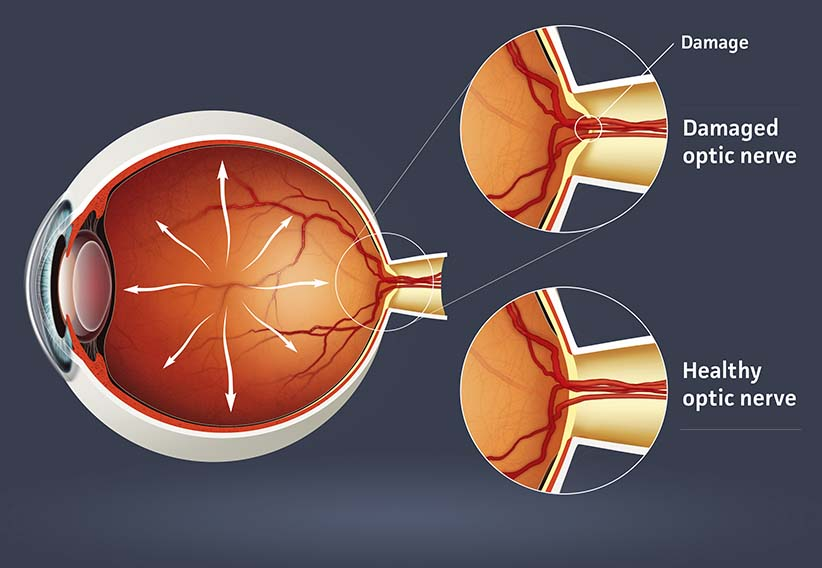 Damage
Damaged
optic nerve
Healthy
optic nerve